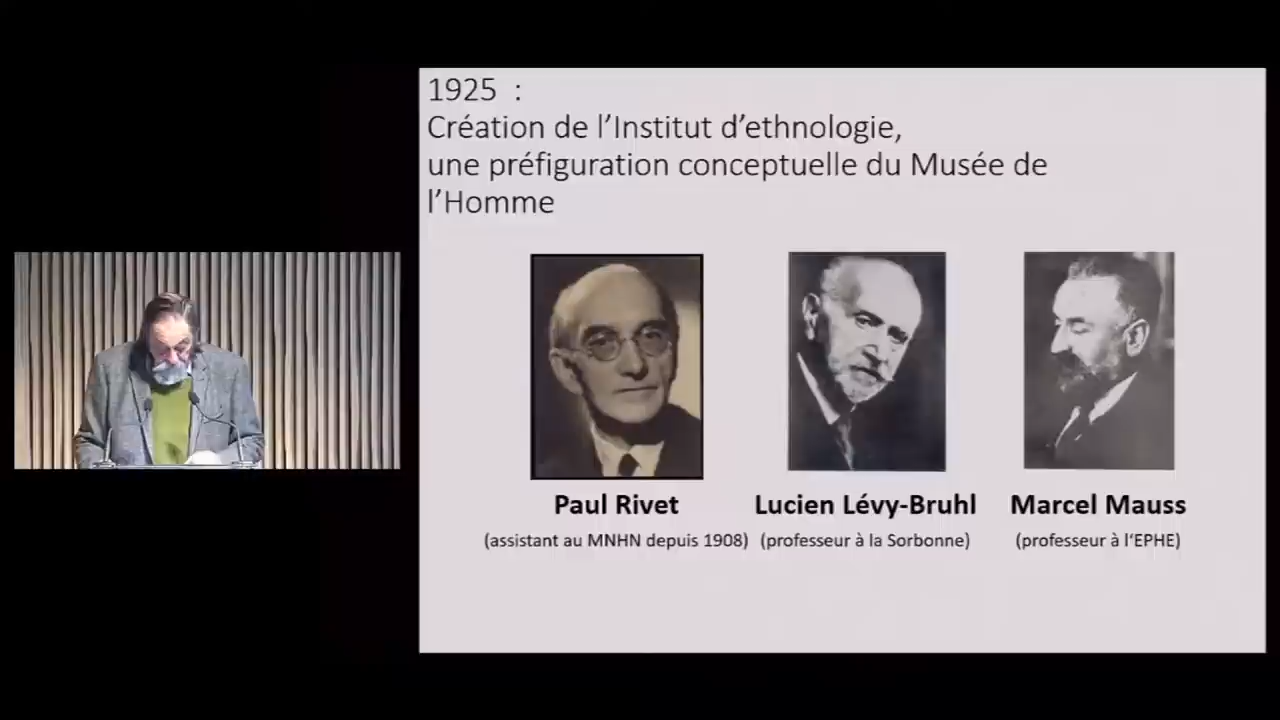 1925 :
Création de l’Institut d’ethnologie,
une préfiguration conceptuelle du Musée de
l’Homme
Paul Rivet
(assistant au MNHN depuis 1908)
Lucien Lévy-Bruhl
(professeur à la Sorbonne)
Marcel Mauss
(professeur à l’EPHE)